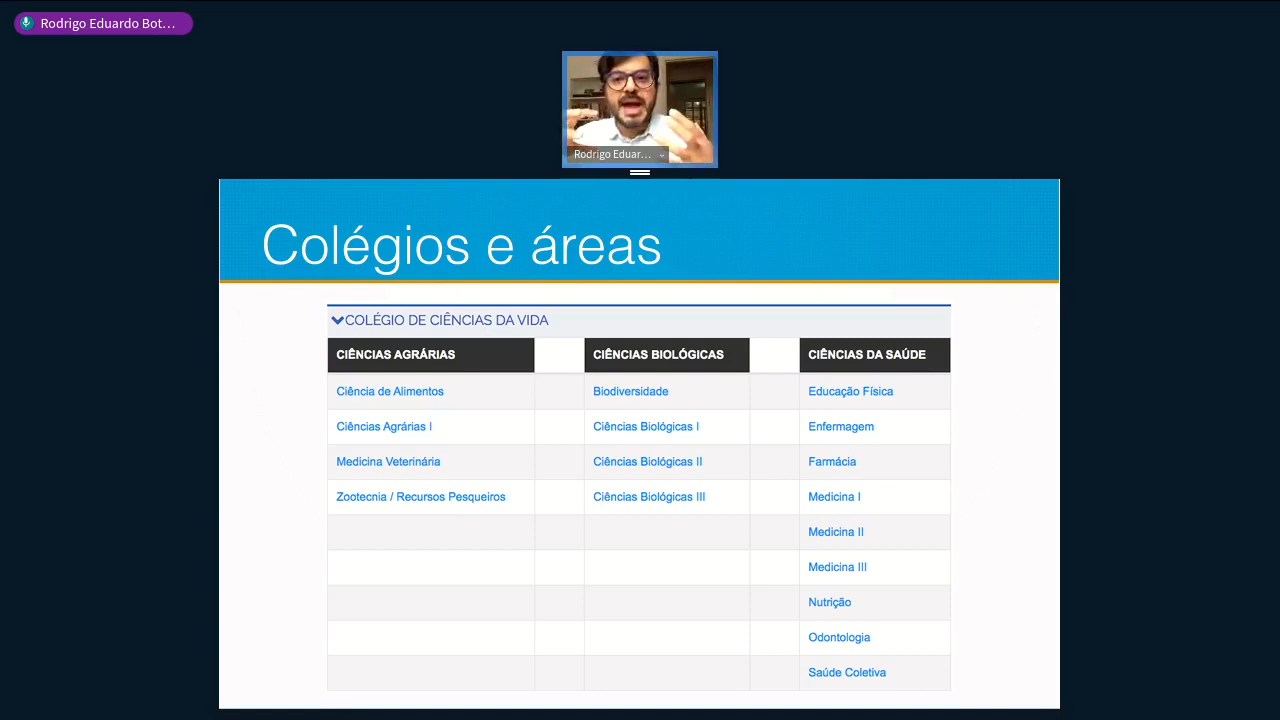 Rodrigo Eduardo Bot...
Rodrigo Eduar...
Colégios e áreas
COLÉGIO DE CIÊNCIAS DA VIDA
CIÊNCIAS AGRÁRIAS CIÊNCIAS BIOLÓGICAS CIÊNCIAS DA SAÚDE
Ciência de Alimentos Biodiversidade Educação Física
Ciências Agrárias I Ciências Biológicas I Enfermagem
Medicina Veterinária Ciências Biológicas II Farmácia
Zootecnia / Recursos Pesqueiros Ciências Biológicas III Medicina I
Medicina II
Medicina III
Nutrição
Odontologia
Saúde Coletiva